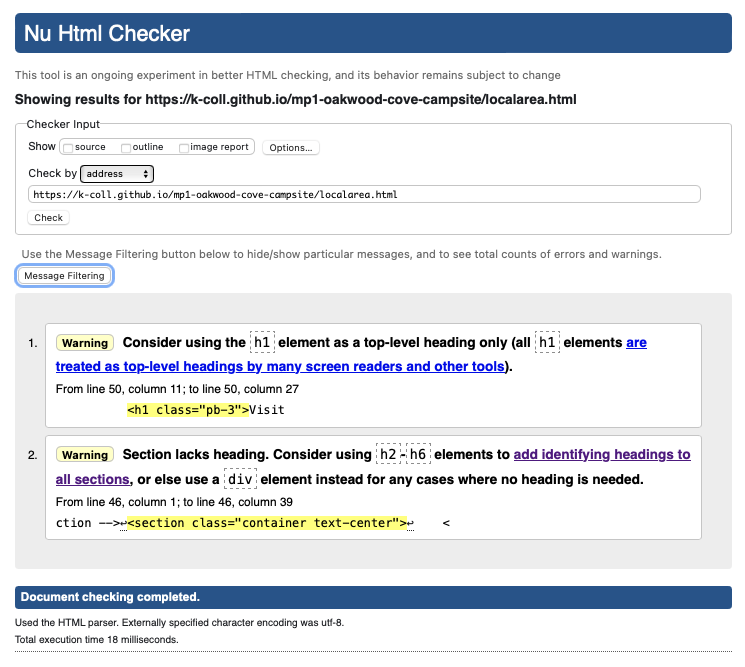 Nu Html Checker
This tool is an ongoing experiment in better HTML checking, and its behavior remains subject to change
Showing results for https://k-coll.github.io/mp1-oakwood-cove-campsite/localarea.html
Checker Input
Show source outline image report Options...
Check by address
https://k-coll.github.io/mp1-oakwood-cove-campsite/localarea.html
Check
Use the Message Filtering button below to hide/show particular messages, and to see total counts of errors and warnings.
Message Filtering
1. Warning Consider using the h1 element as a top-level heading only (all h1 elements are
treated as top-level headings by many screen readers and other tools).
From line 50, column 11; to line 50, column 27
<h1 class="pb-3">Visit
2. Warning Section lacks heading. Consider using h2-h6 elements to add identifying headings to
all sections, or else use a div element instead for any cases where no heading is needed.
From line 46, column 1; to line 46, column 39
ction -->↩<section class="container text-center">↩ <
Document checking completed.
Used the HTML parser. Externally specified character encoding was utf-8.
Total execution time 18 milliseconds.